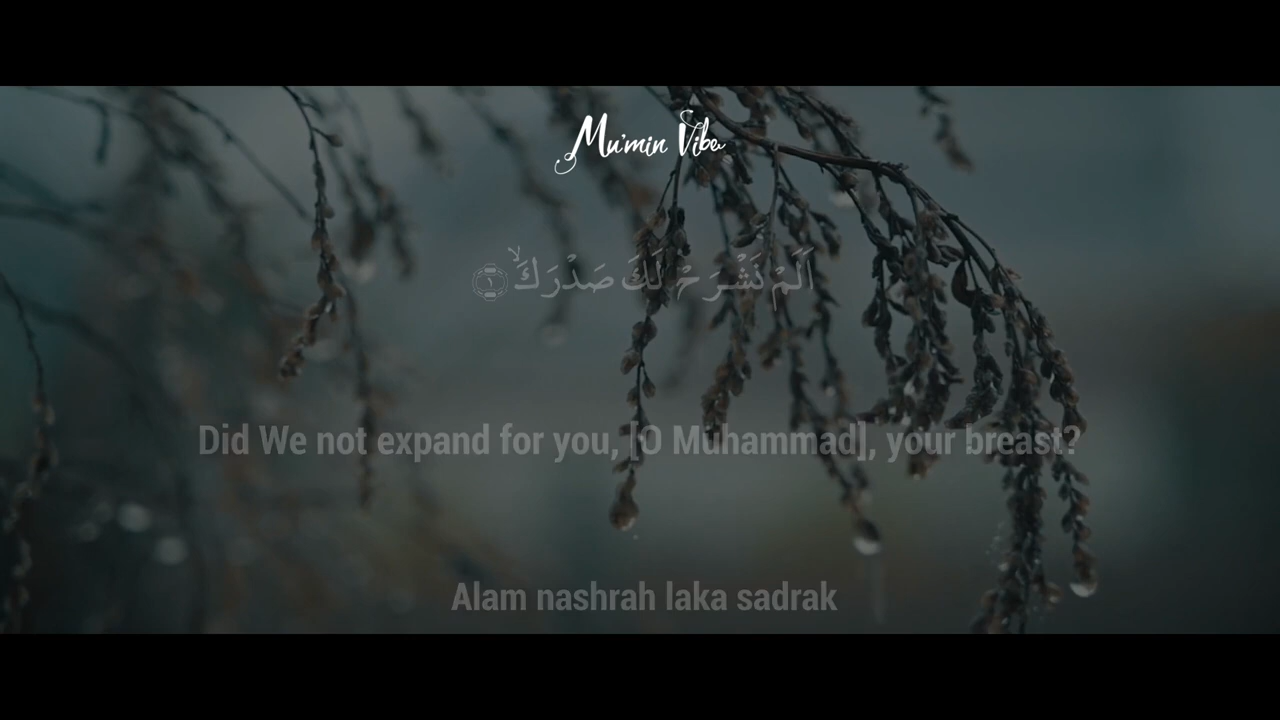 Mu'min Vibe
اَلَمْ نَشْرَحْ لَكَ صَدْرَكَۙ ۝١
Did We not expand for you, [O Muhammad], your breast?
Alam nashrah laka sadrak